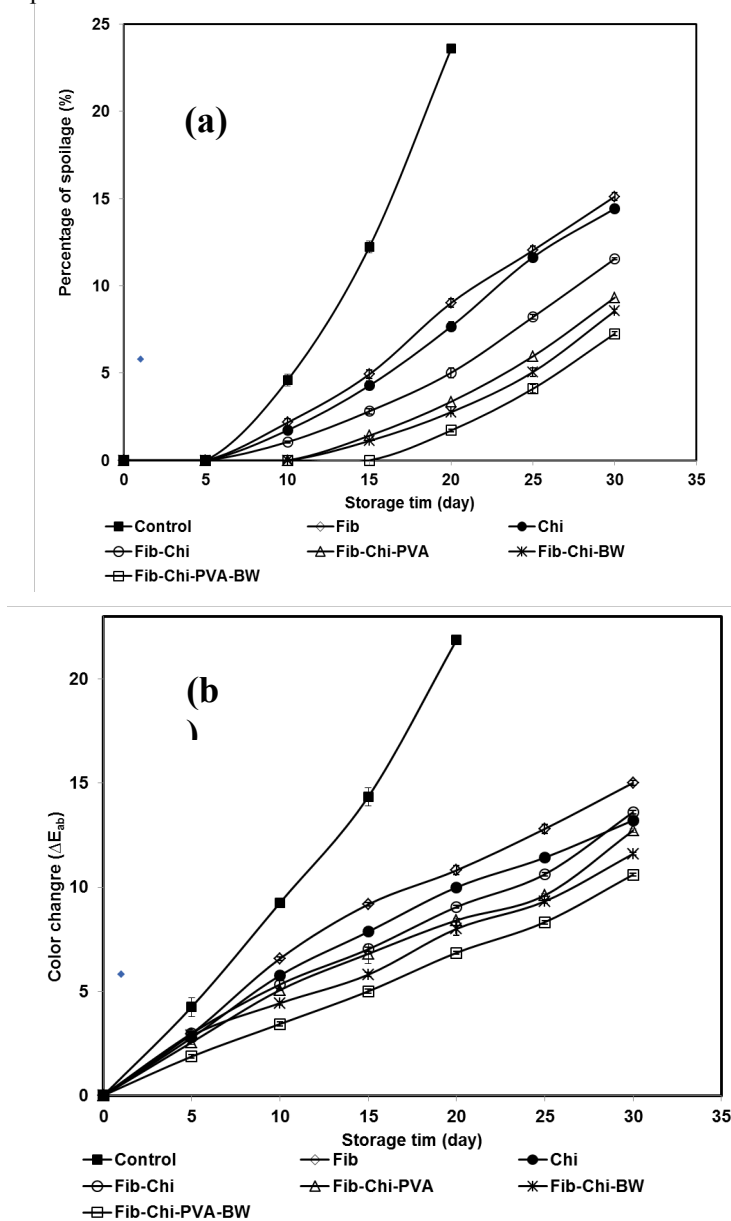 25
20
(a)
15
10
5
0
Percentage of spoilage (%)
0 5 10 15 20 25 30 35
Storage tim (day)
Control Fib Chi
Fib-Chi Fib-Chi-PVA Fib-Chi-BW
Fib-Chi-PVA-BW
20
(b
)
15
10
5
0
Color changre (ΔEab)
0 5 10 15 20 25 30 35
Storage tim (day)
Control Fib Chi
Fib-Chi Fib-Chi-PVA Fib-Chi-BW
Fib-Chi-PVA-BW